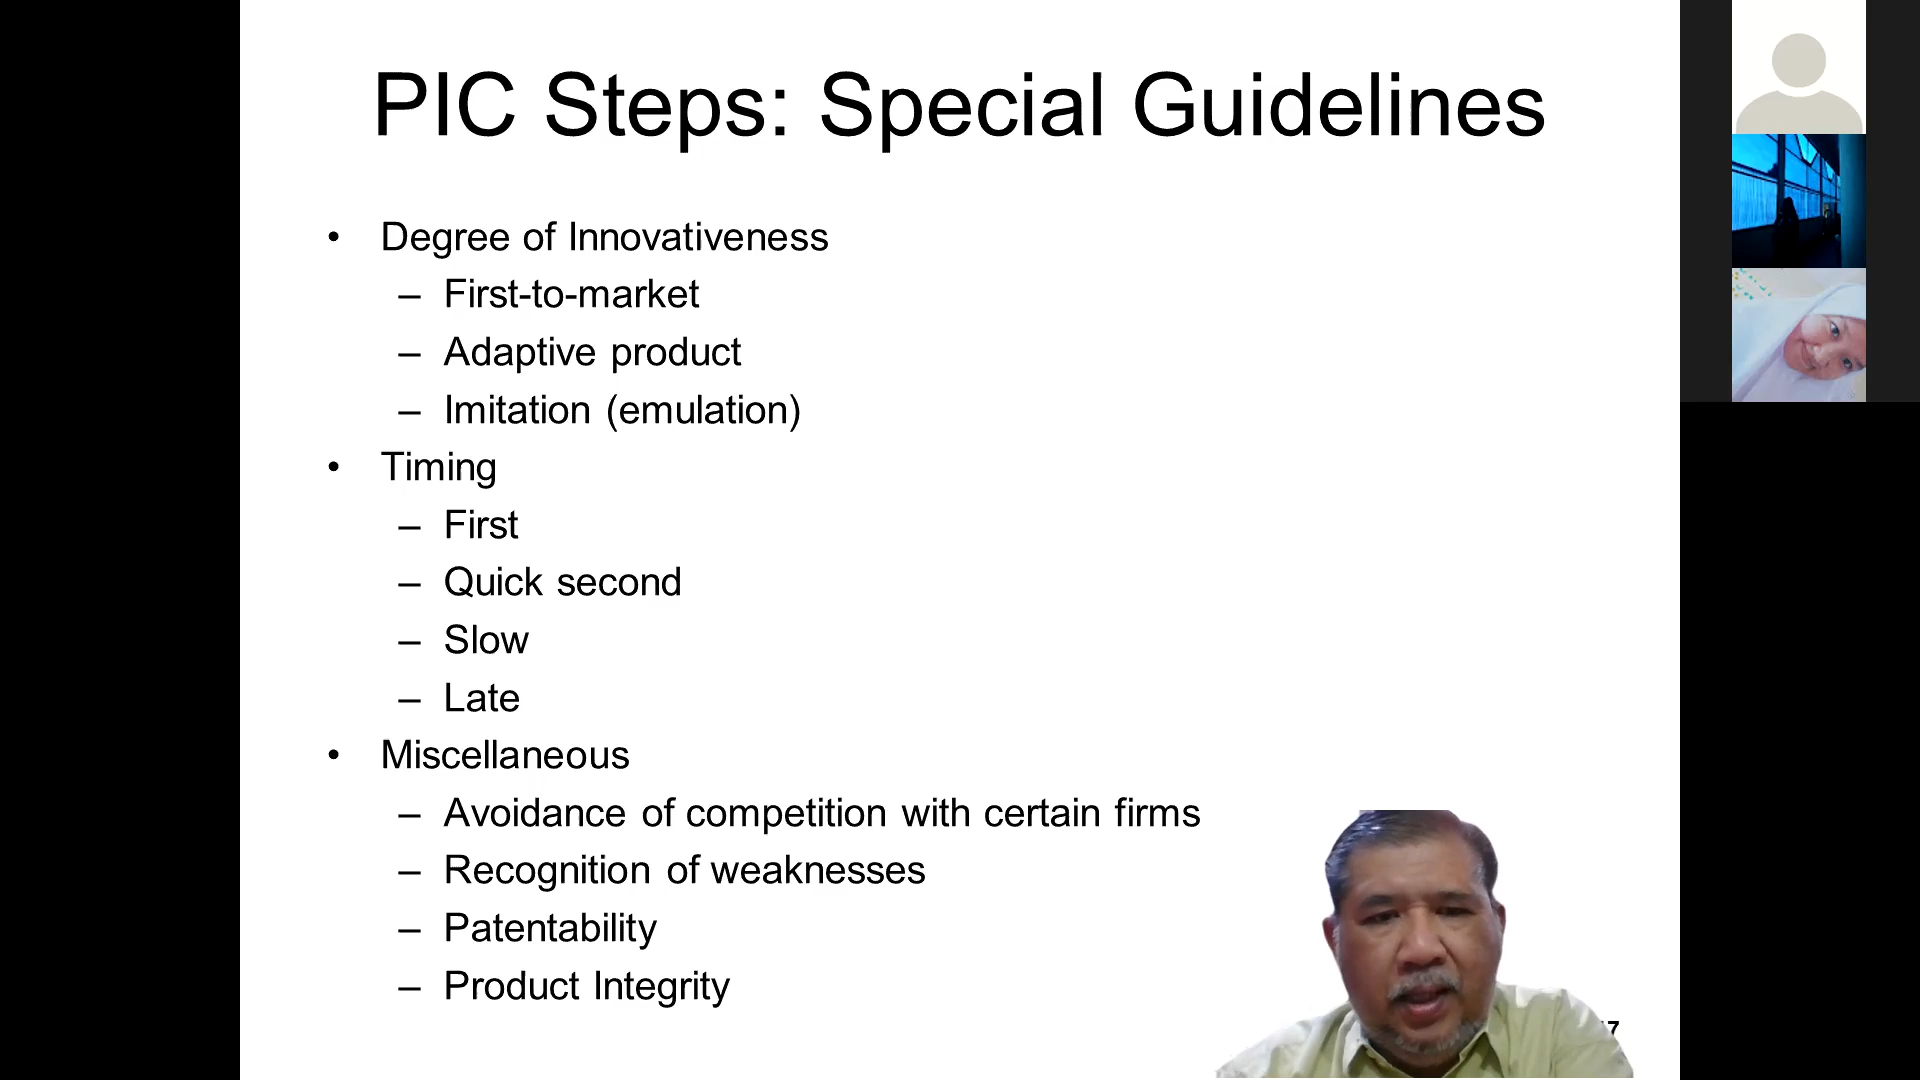 PIC Steps: Special Guidelines
• Degree of Innovativeness
– First-to-market
– Adaptive product
– Imitation (emulation)
• Timing
– First
– Quick second
– Slow
– Late
• Miscellaneous
– Avoidance of competition with certain firms
– Recognition of weaknesses
– Patentability
– Product Integrity